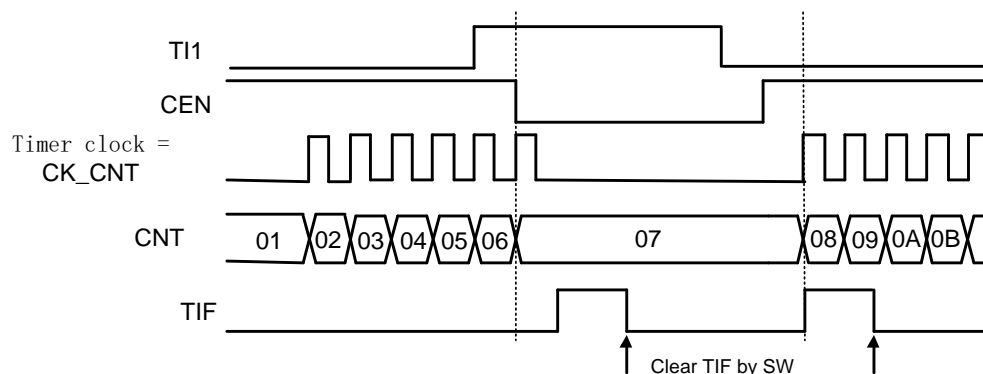 TI1
CEN
Timer clock =
CK_CNT
CNT 01 02 03 04 05 06 07 08 09 0A 0B
TIF
Clear TIF by SW